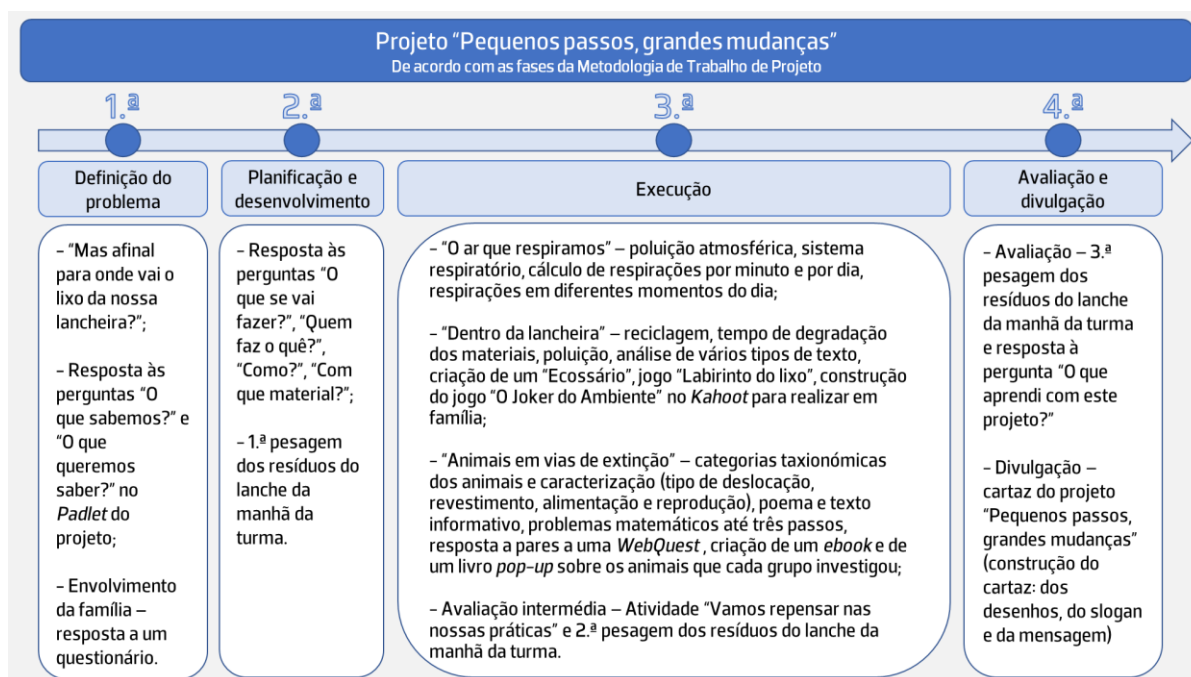 Projeto “Pequenos passos, grandes mudanças”
De acordo com as fases da Metodologia de Trabalho de Projeto
1.ª
2.ª
3.ª
4.ª
Definição do
problema
Planificação e
desenvolvimento
Execução
Avaliação e
divulgação
– “Mas afinal
para onde vai o
lixo da nossa
lancheira?”;
– Resposta às
perguntas “O
que sabemos?” e
“O que
queremos
saber?” no
Padlet do
projeto;
– Envolvimento
da família –
resposta a um
questionário.
– Resposta às
perguntas “O
que se vai
fazer?”, “Quem
faz o quê?”,
“Como?”, “Com
que material?”;
– 1.ª pesagem
dos resíduos do
lanche da
manhã da
turma.
– “O ar que respiramos” – poluição atmosférica, sistema
respiratório, cálculo de respirações por minuto e por dia,
respirações em diferentes momentos do dia;
– “Dentro da lancheira” – reciclagem, tempo de degradação
dos materiais, poluição, análise de vários tipos de texto,
criação de um “Ecossário”, jogo “Labirinto do lixo”, construção
do jogo “O Joker do Ambiente” no Kahoot para realizar em
família;
– “Animais em vias de extinção” – categorias taxionómicas
dos animais e caracterização (tipo de deslocação,
revestimento, alimentação e reprodução), poema e texto
informativo, problemas matemáticos até três passos,
resposta a pares a uma WebQuest , criação de um ebook e de
um livro pop-up sobre os animais que cada grupo investigou;
– Avaliação intermédia – Atividade “Vamos repensar nas
nossas práticas” e 2.ª pesagem dos resíduos do lanche da
manhã da turma.
– Avaliação – 3.ª
pesagem dos
resíduos do lanche
da manhã da turma
e resposta à
pergunta “O que
aprendi com este
projeto?”
– Divulgação –
cartaz do projeto
“Pequenos passos,
grandes mudanças”
(construção do
cartaz: dos
desenhos, do slogan
e da mensagem)